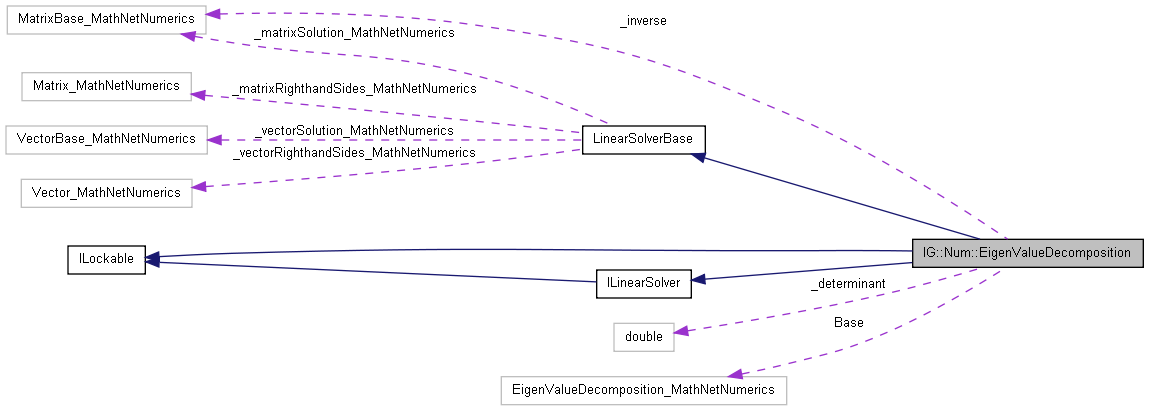 MatrixBase_MathNetNumerics
_inverse
_matrixSolution_MathNetNumerics
Matrix_MathNetNumerics
_matrixRighthandSides_MathNetNumerics
VectorBase_MathNetNumerics
_vectorSolution_MathNetNumerics
LinearSolverBase
_vectorRighthandSides_MathNetNumerics
Vector_MathNetNumerics
IG::Num::EigenValueDecomposition
ILockable
ILinearSolver
_determinant
double
Base
EigenValueDecomposition_MathNetNumerics